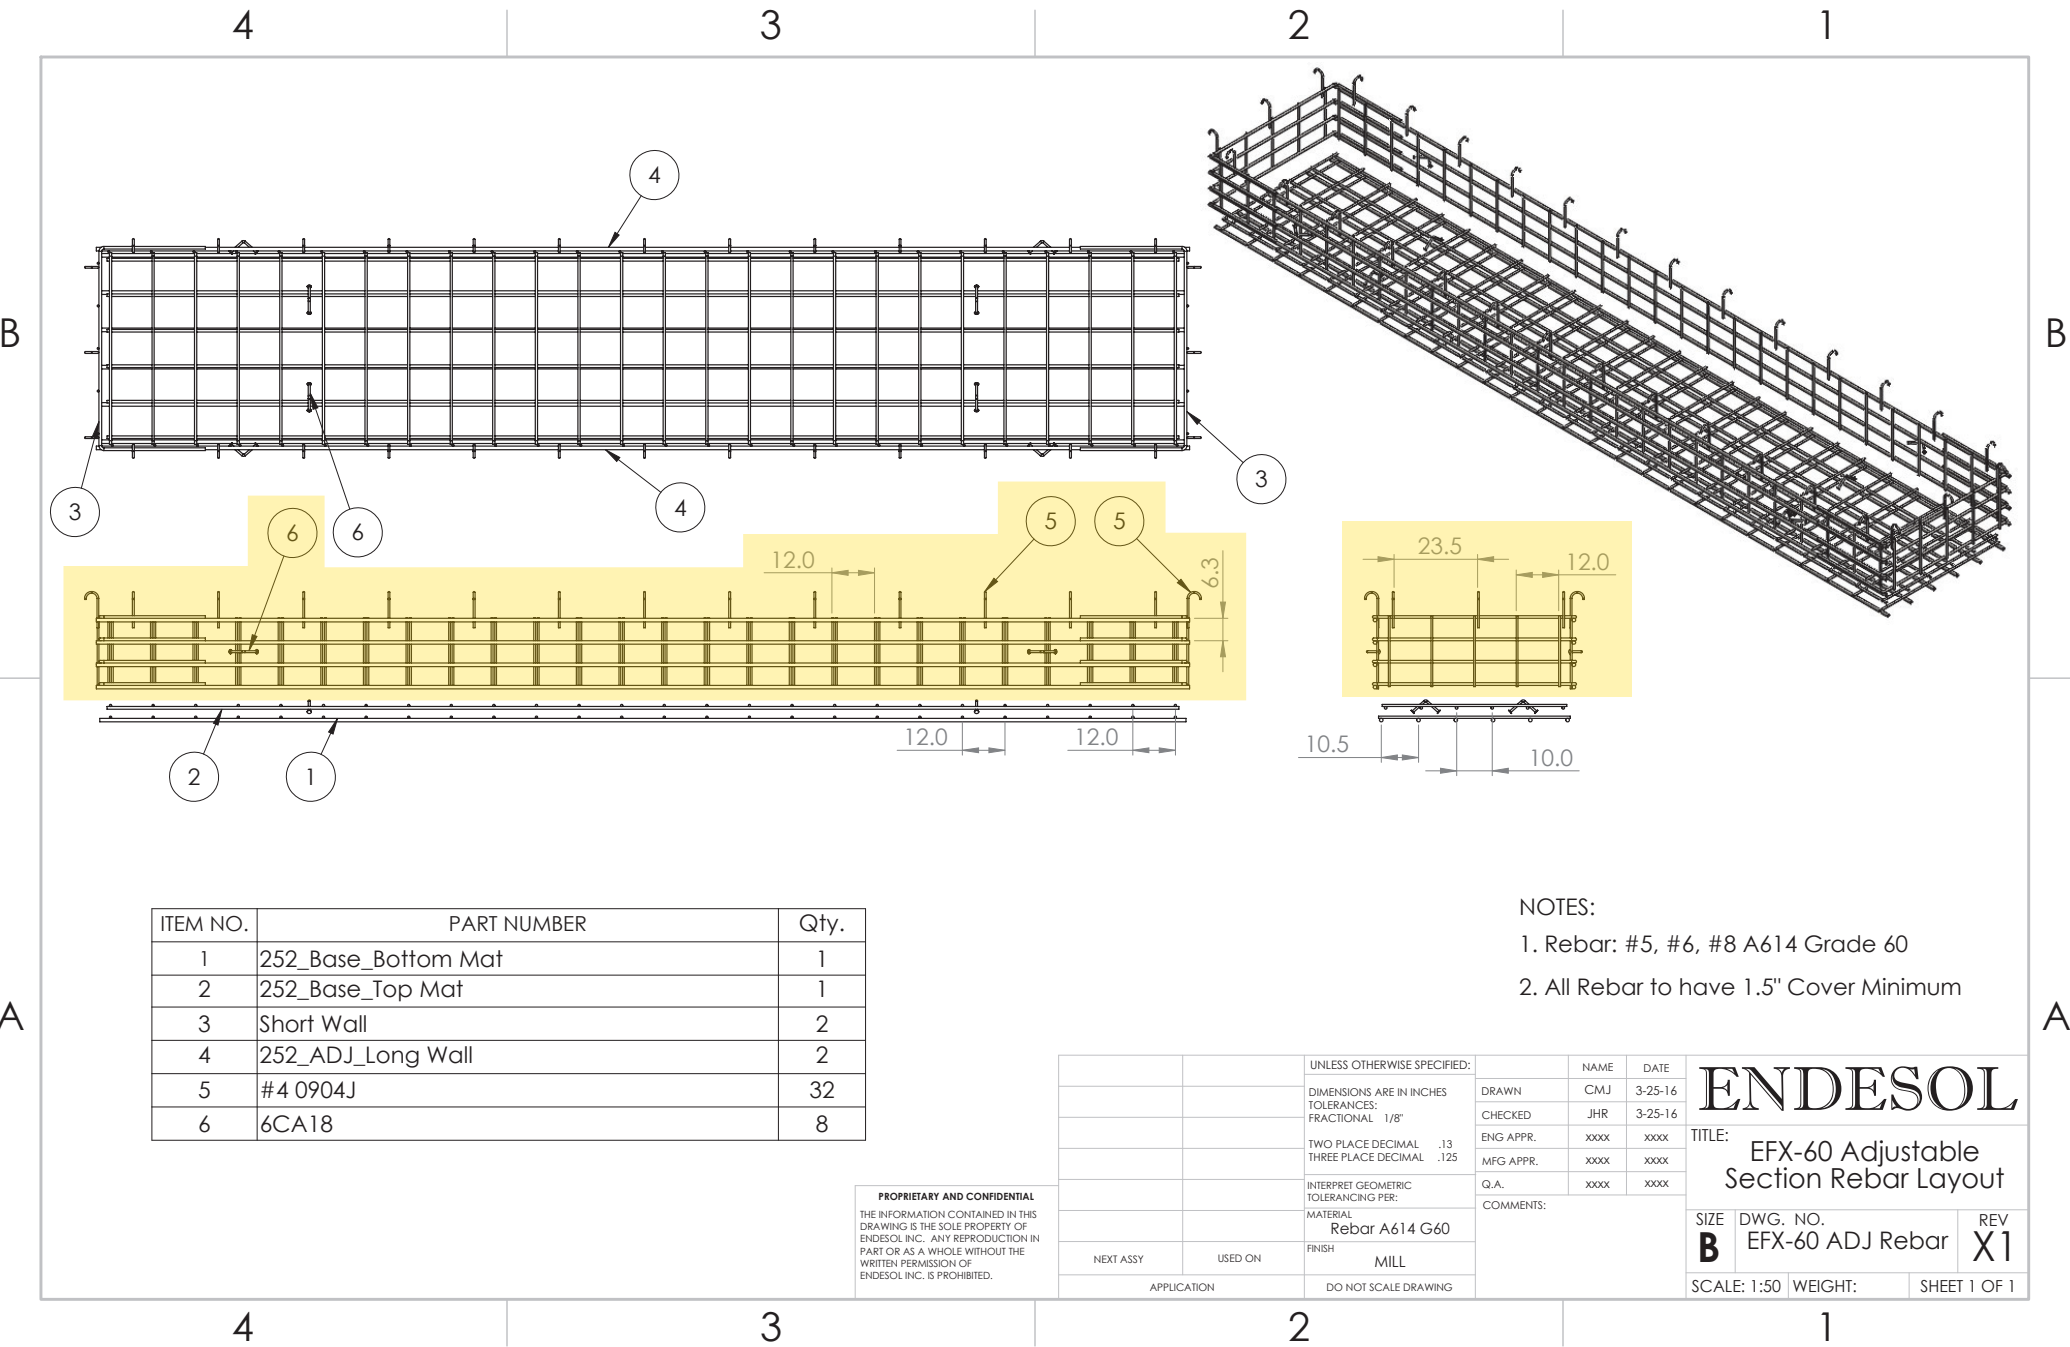 4 3 2 1
B B
4
3
4
3
6
6
5
5
12.0
6.3
23.5
12.0
12.0
12.0
10.5
10.0
2
1
A A
ITEM NO. PART NUMBER Qty.
1 252_Base_Bottom Mat 1
2 252_Base_Top Mat 1
3 Short Wall 2
4 252_ADJ_Long Wall 2
5 #4 0904J 32
6 6CA18 8
NOTES:
1. Rebar: #5, #6, #8 A614 Grade 60
2. All Rebar to have 1.5" Cover Minimum
PROPRIETARY AND CONFIDENTIAL
THE INFORMATION CONTAINED IN THIS
DRAWING IS THE SOLE PROPERTY OF
ENDESOL INC. ANY REPRODUCTION IN
PART OR AS A WHOLE WITHOUT THE
WRITTEN PERMISSION OF
ENDESOL INC. IS PROHIBITED.
NEXT ASSY USED ON
APPLICATION
UNLESS OTHERWISE SPECIFIED:
DIMENSIONS ARE IN INCHES
TOLERANCES:
FRACTIONAL 1/8"
TWO PLACE DECIMAL .13
THREE PLACE DECIMAL .125
INTERPRET GEOMETRIC
TOLERANCING PER:
MATERIAL
Rebar A614 G60
FINISH
MILL
DO NOT SCALE DRAWING
NAME DATE
DRAWN CMJ 3-25-16
CHECKED JHR 3-25-16
ENG APPR. xxxx xxxx
MFG APPR. xxxx xxxx
Q.A. xxxx xxxx
COMMENTS:
ENDESOL
TITLE:
EFX-60 Adjustable
Section Rebar Layout
SIZE DWG. NO. REV
B EFX-60 ADJ Rebar X1
SCALE: 1:50 WEIGHT: SHEET 1 OF 1
4 3 2 1